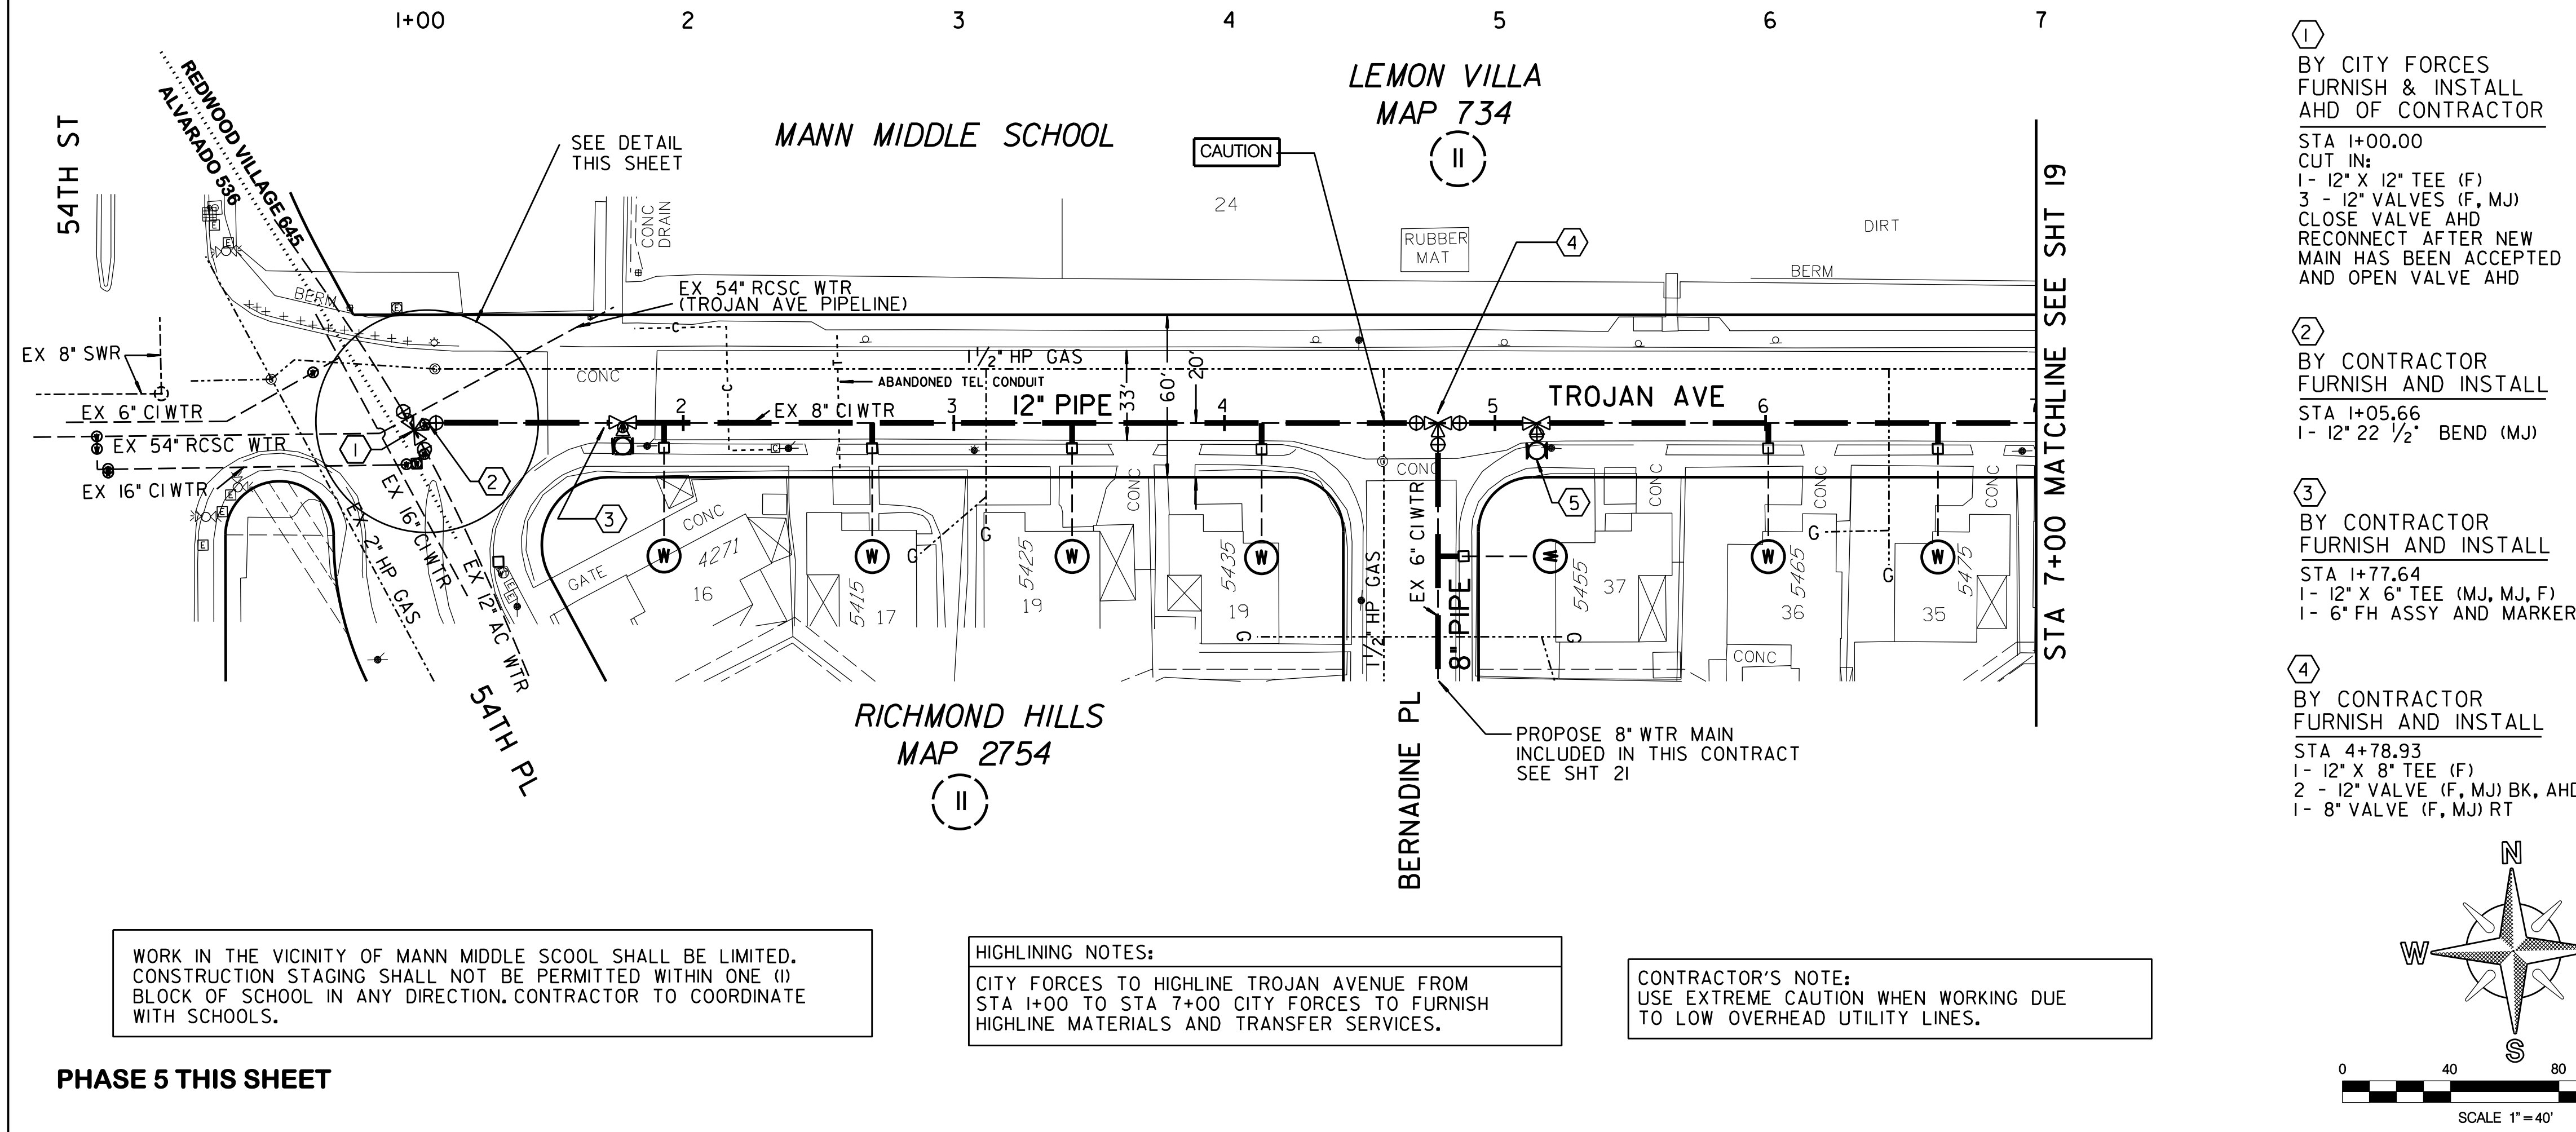 1+00
2
3
4
5
6
7
54TH ST
REDWOOD VILLAGE 645
ALVARADO 536
SEE DETAIL
THIS SHEET
MANN MIDDLE SCHOOL
LEMON VILLA
MAP 734
II
CAUTION
24
4
RUBBER
MAT
DIRT
BERM
CONC
DRAIN
BERM
EX 54" RCSC WTR
(TROJAN AVE PIPELINE)
EX 8" SWR
1 1/2" HP GAS
CONC
ABANDONED TEL CONDUIT
EX 6" CI WTR
EX 54" RCSC WTR
EX 16" CI WTR
EX 8" CI WTR
12" PIPE
33'
60'
20'
TROJAN AVE
2
3
4
5
6
7
STA 7+00 MATCHLINE SEE SHT 19
1
2
3
5
EX 2" HP GAS
EX 16" CI WTR
EX 12" AC WTR
54TH PL
GATE
CONC
4271
16
W
5415
17
W
G
G
5425
19
W
CONC
5435
19
W
G
CONC
1 1/2" HP GAS
EX 6" CI WTR
8" PIPE
W
G
5455
37
CONC
W
5465
36
CONC
CONC
G
G
W
5475
35
CONC
RICHMOND HILLS
MAP 2754
II
BERNADINE PL
PROPOSE 8" WTR MAIN
INCLUDED IN THIS CONTRACT
SEE SHT 21
WORK IN THE VICINITY OF MANN MIDDLE SCOOL SHALL BE LIMITED.
CONSTRUCTION STAGING SHALL NOT BE PERMITTED WITHIN ONE (1)
BLOCK OF SCHOOL IN ANY DIRECTION. CONTRACTOR TO COORDINATE
WITH SCHOOLS.
HIGHLINING NOTES:
CITY FORCES TO HIGHLINE TROJAN AVENUE FROM
STA 1+00 TO STA 7+00 CITY FORCES TO FURNISH
HIGHLINE MATERIALS AND TRANSFER SERVICES.
CONTRACTOR'S NOTE:
USE EXTREME CAUTION WHEN WORKING DUE
TO LOW OVERHEAD UTILITY LINES.
PHASE 5 THIS SHEET
1
BY CITY FORCES
FURNISH & INSTALL
AHD OF CONTRACTOR
STA 1+00.00
CUT IN:
1 - 12" X 12" TEE (F)
3 - 12" VALVES (F, MJ)
CLOSE VALVE AHD
RECONNECT AFTER NEW
MAIN HAS BEEN ACCEPTED
AND OPEN VALVE AHD
2
BY CONTRACTOR
FURNISH AND INSTALL
STA 1+05.66
1 - 12" 22 1/2° BEND (MJ)
3
BY CONTRACTOR
FURNISH AND INSTALL
STA 1+77.64
1 - 12" X 6" TEE (MJ, MJ, F)
1 - 6" FH ASSY AND MARKER
4
BY CONTRACTOR
FURNISH AND INSTALL
STA 4+78.93
1 - 12" X 8" TEE (F)
2 - 12" VALVE (F, MJ) BK, AHD
1 - 8" VALVE (F, MJ) RT
N
W
S
0 40 80
SCALE 1"=40'